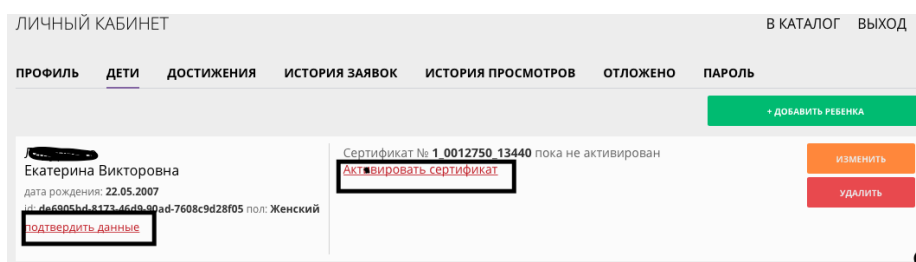 ЛИЧНЫЙ КАБИНЕТ
В КАТАЛОГ ВЫХОД
ПРОФИЛЬ ДЕТИ ДОСТИЖЕНИЯ ИСТОРИЯ ЗАЯВОК ИСТОРИЯ ПРОСМОТРОВ ОТЛОЖЕНО ПАРОЛЬ
+ ДОБАВИТЬ РЕБЕНКА
Екатерина Викторовна
дата рождения: 22.05.2007
id: de6905bd-8173-46d9-90ad-7608c9d28f05 пол: Женский
подтвердить данные
Сертификат № 1_0012750_13440 пока не активирован
Активировать сертификат
ИЗМЕНИТЬ
УДАЛИТЬ